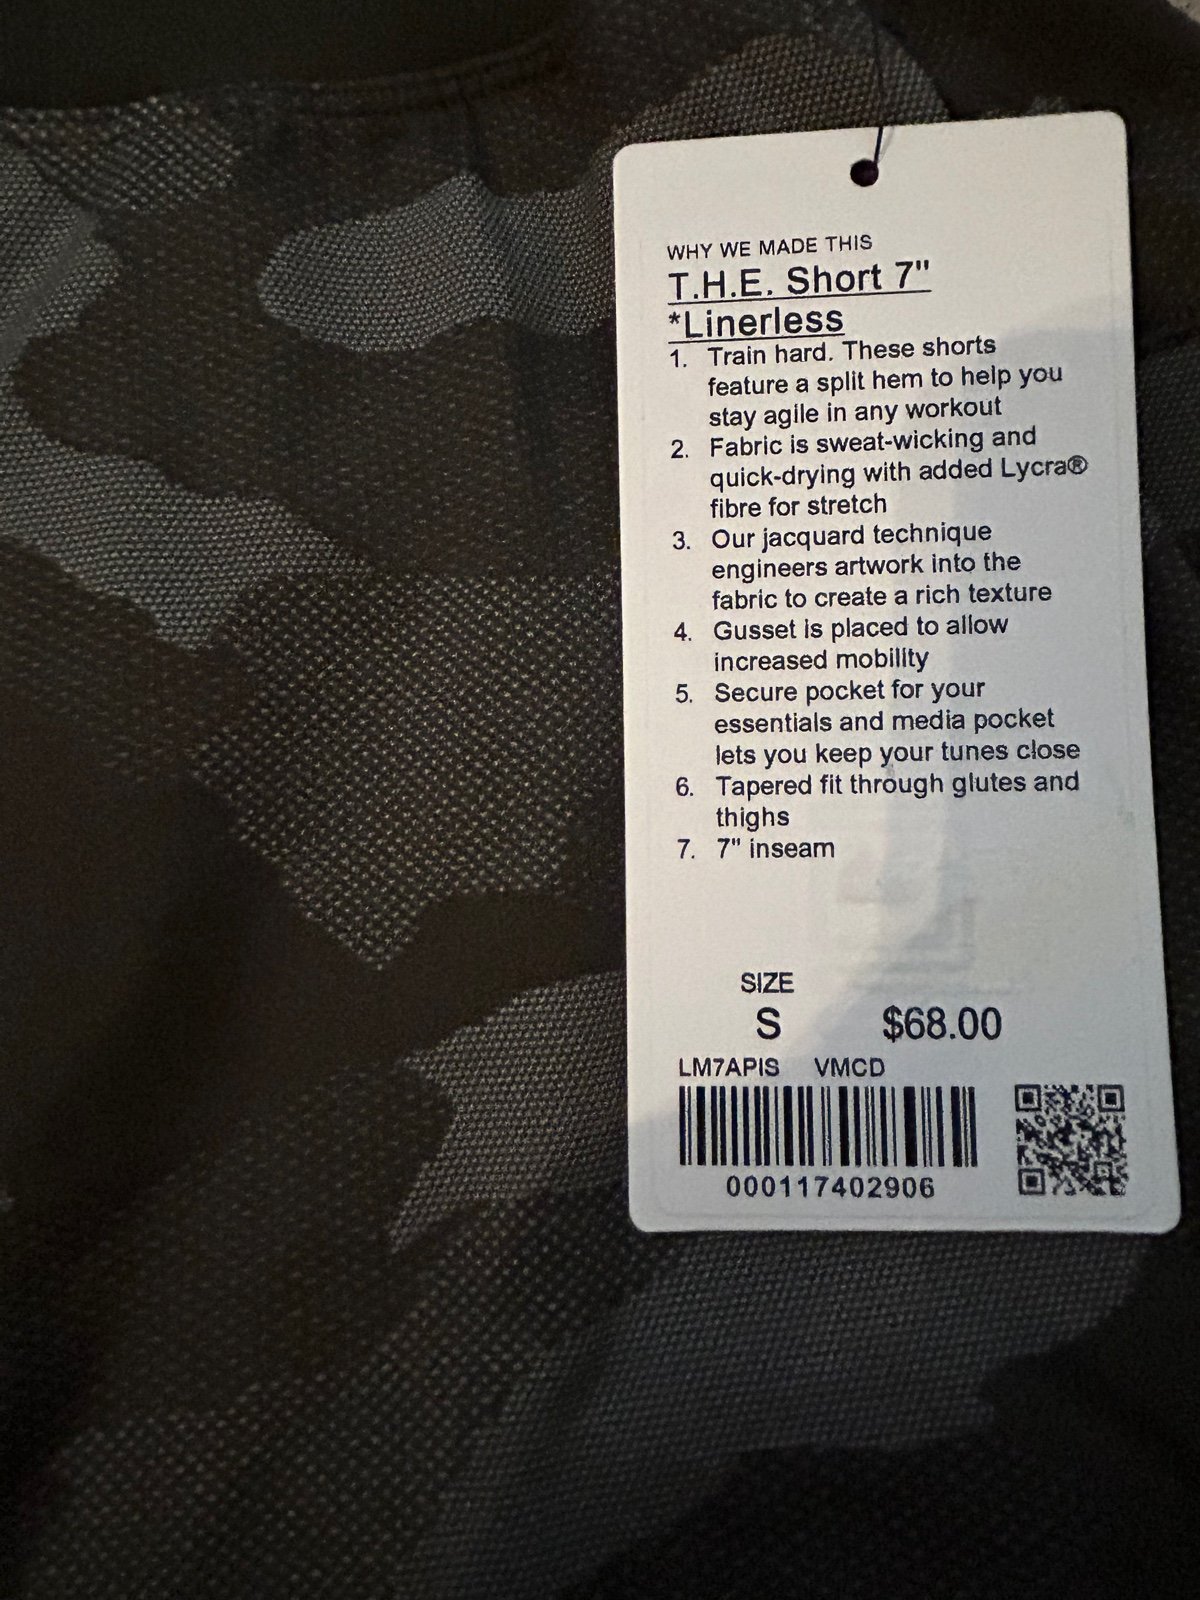 WHY WE MADE THIS
T.H.E. Short 7"
*Linerless
1. Train hard. These shorts
feature a split hem to help you
stay agile in any workout
2. Fabric is sweat-wicking and
quick-drying with added Lycra®
fibre for stretch
3. Our jacquard technique
engineers artwork into the
fabric to create a rich texture
4. Gusset is placed to allow
increased mobility
5. Secure pocket for your
essentials and media pocket
lets you keep your tunes close
6. Tapered fit through glutes and
thighs
7. 7" inseam
SIZE
S $68.00
LM7APIS VMCD
000117402906